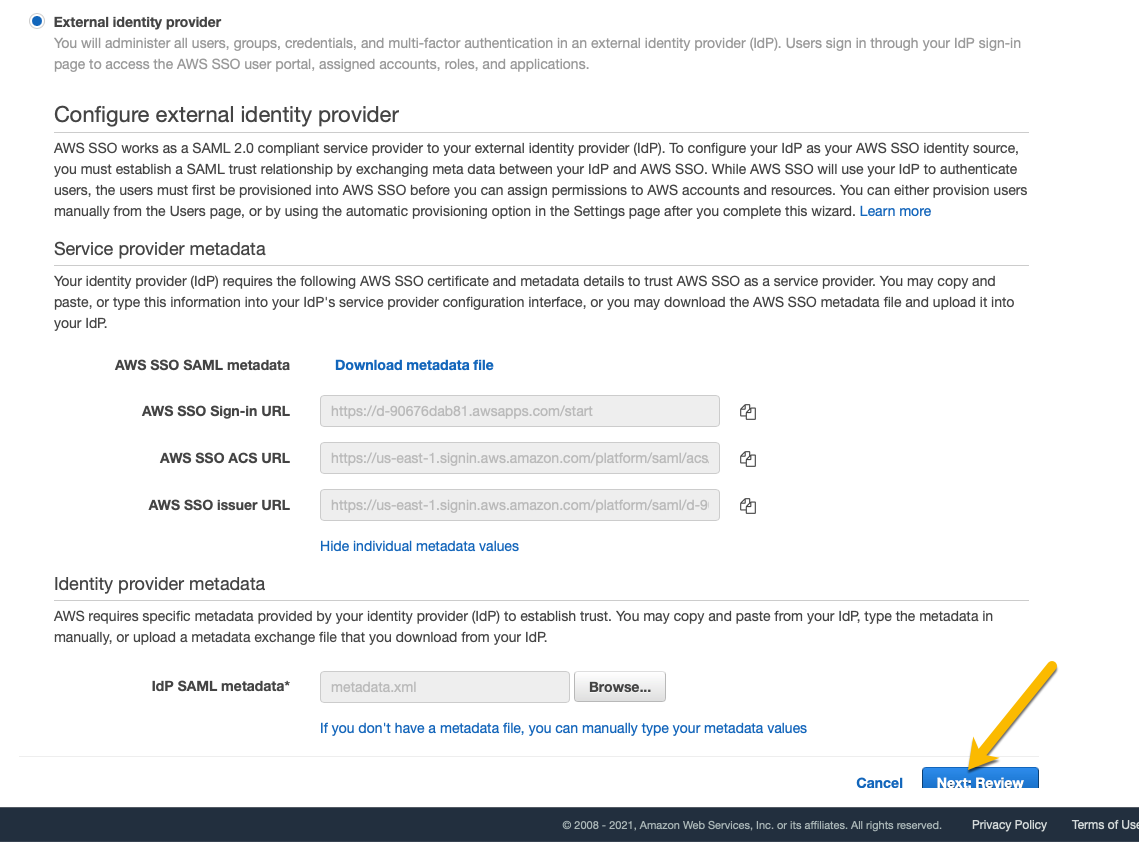 External identity provider
You will administer all users, groups, credentials, and multi-factor authentication in an external identity provider (IdP). Users sign in through your IdP sign-in
page to access the AWS SSO user portal, assigned accounts, roles, and applications.
Configure external identity provider
AWS SSO works as a SAML 2.0 compliant service provider to your external identity provider (IdP). To configure your IdP as your AWS SSO identity source,
you must establish a SAML trust relationship by exchanging meta data between your IdP and AWS SSO. While AWS SSO will use your IdP to authenticate
users, the users must first be provisioned into AWS SSO before you can assign permissions to AWS accounts and resources. You can either provision users
manually from the Users page, or by using the automatic provisioning option in the Settings page after you complete this wizard. Learn more
Service provider metadata
Your identity provider (IdP) requires the following AWS SSO certificate and metadata details to trust AWS SSO as a service provider. You may copy and
paste, or type this information into your IdP's service provider configuration interface, or you may download the AWS SSO metadata file and upload it into
your IdP.
AWS SSO SAML metadata Download metadata file
AWS SSO Sign-in URL https://d-90676dab81.awsapps.com/start
AWS SSO ACS URL https://us-east-1.signin.aws.amazon.com/platform/saml/acs
AWS SSO issuer URL https://us-east-1.signin.aws.amazon.com/platform/saml/d-9
Hide individual metadata values
Identity provider metadata
AWS requires specific metadata provided by your identity provider (IdP) to establish trust. You may copy and paste from your IdP, type the metadata in
manually, or upload a metadata exchange file that you download from your IdP.
IdP SAML metadata* metadata.xml Browse...
If you don't have a metadata file, you can manually type your metadata values
Cancel Next: Review
© 2008 - 2021, Amazon Web Services, Inc. or its affiliates. All rights reserved. Privacy Policy Terms of Use